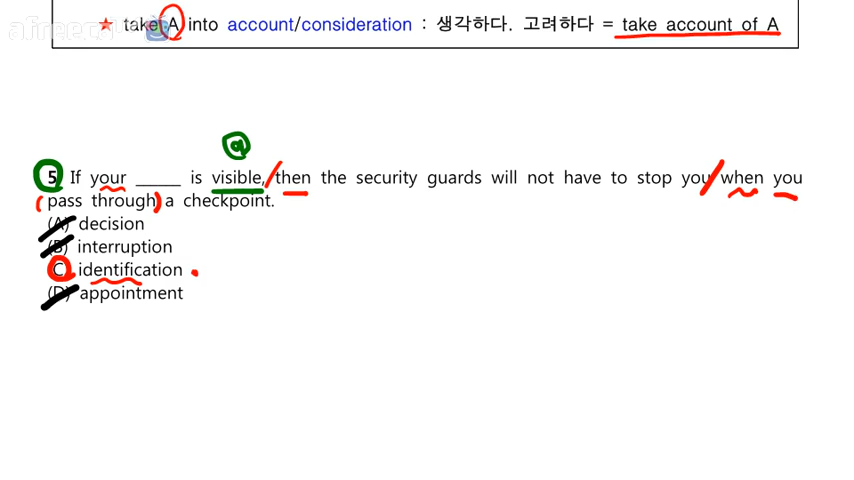 afreeca
★ take A into account/consideration : 생각하다. 고려하다 = take account of A
@
5. If your _____ is visible, then the security guards will not have to stop you when you
pass through a checkpoint.
(A) decision
(B) interruption
(C) identification
(D) appointment